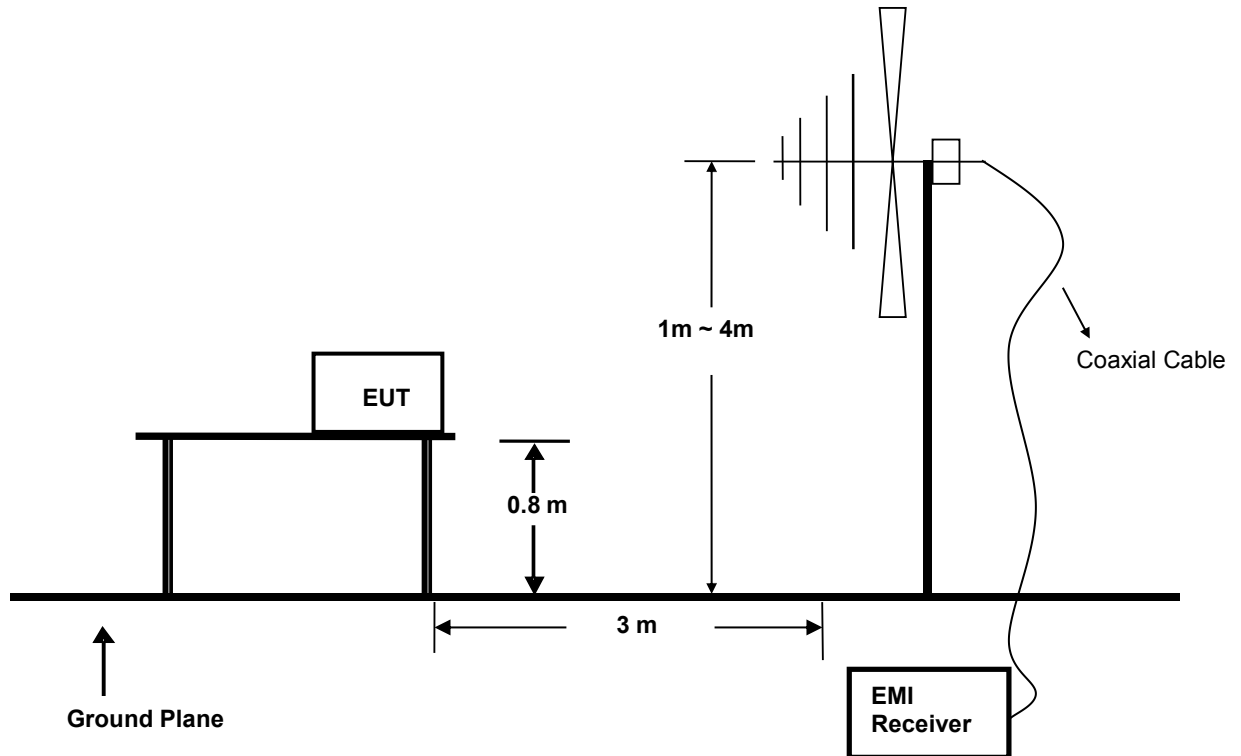 1m ~ 4m
Coaxial Cable
EUT
0.8 m
3 m
EMI
Receiver
Ground Plane